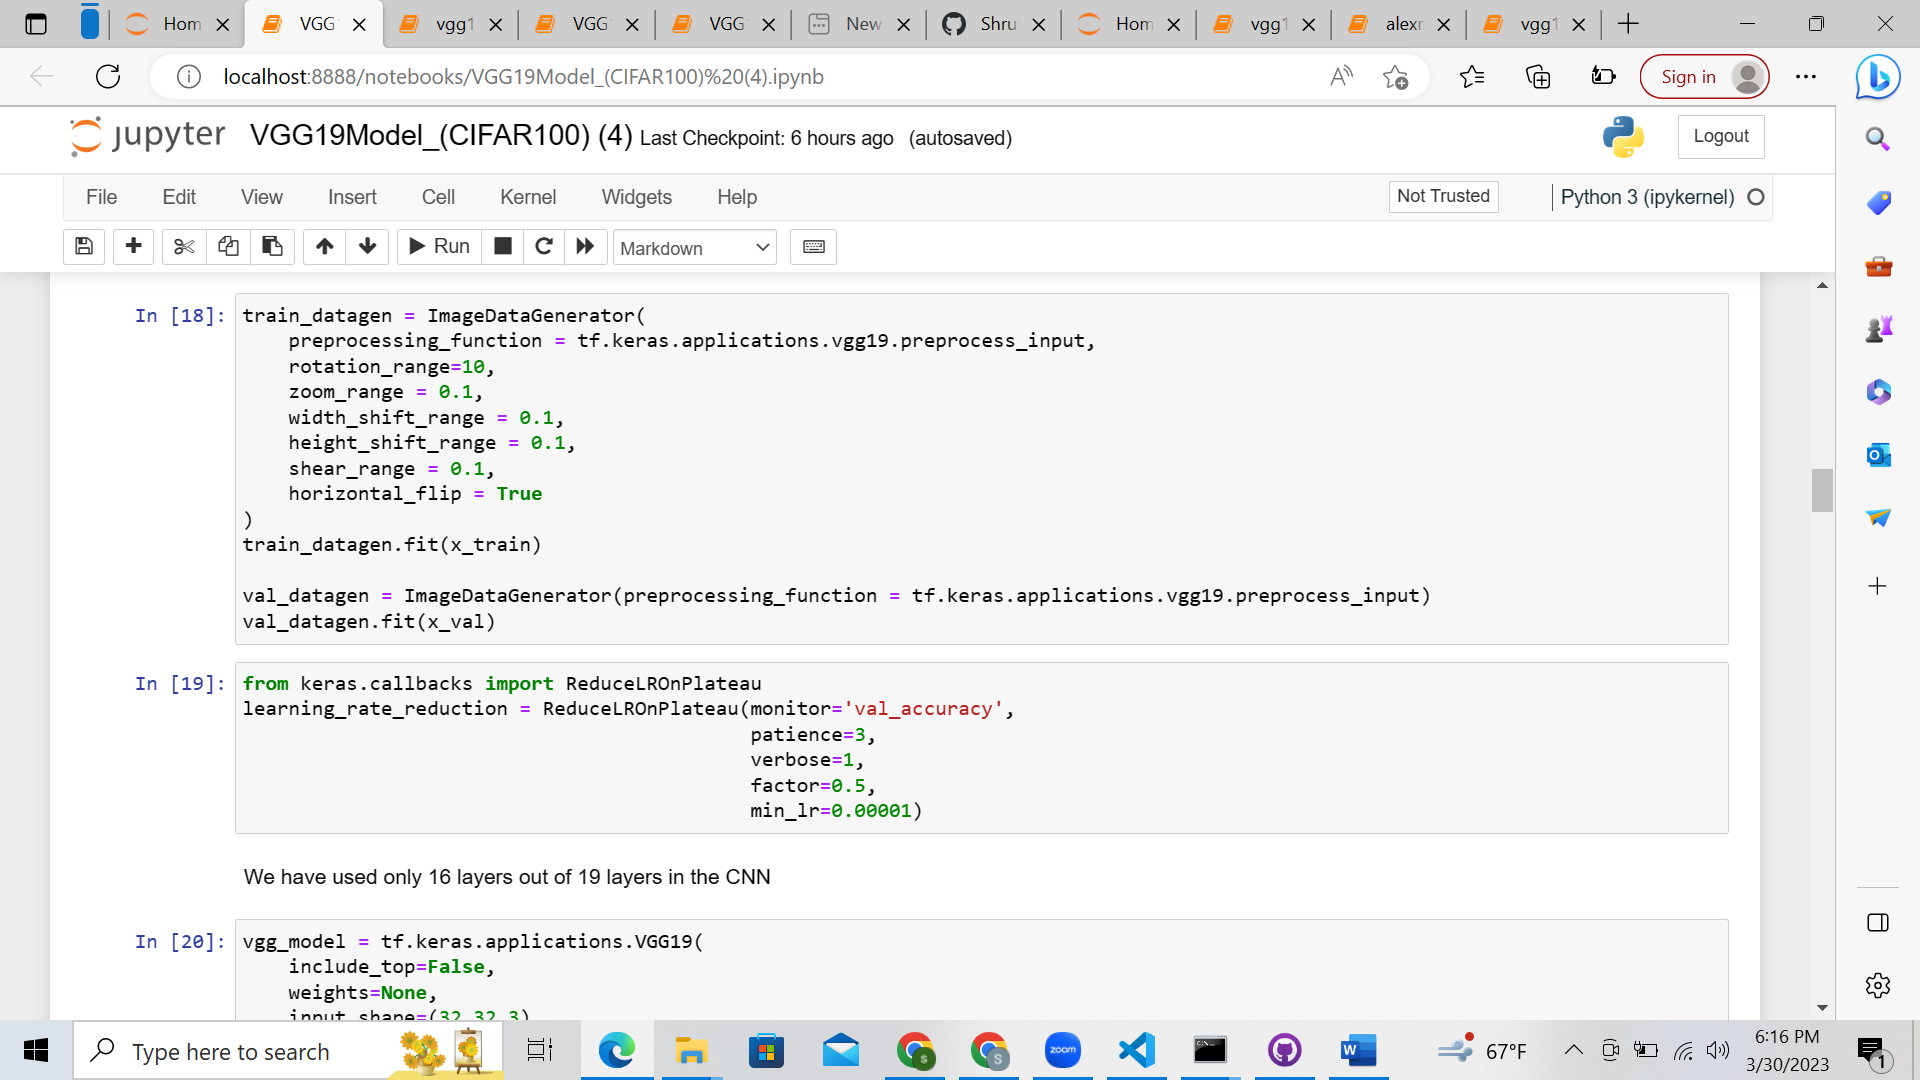 Hom
VGG
vgg1
VGG
VGG
New
Shru
Hom
vgg1
alexr
vgg1
localhost:8888/notebooks/VGG19Model_(CIFAR100)%20(4).ipynb
Sign in
jupyter VGG19Model_(CIFAR100) (4) Last Checkpoint: 6 hours ago (autosaved)
Logout
File Edit View Insert Cell Kernel Widgets Help
Not Trusted
Python 3 (ipykernel)
Run
Markdown
In [18]:
train_datagen = ImageDataGenerator(
    preprocessing_function = tf.keras.applications.vgg19.preprocess_input,
    rotation_range=10,
    zoom_range = 0.1,
    width_shift_range = 0.1,
    height_shift_range = 0.1,
    shear_range = 0.1,
    horizontal_flip = True
)
train_datagen.fit(x_train)
val_datagen = ImageDataGenerator(preprocessing_function = tf.keras.applications.vgg19.preprocess_input)
val_datagen.fit(x_val)
In [19]:
from keras.callbacks import ReduceLROnPlateau
learning_rate_reduction = ReduceLROnPlateau(monitor='val_accuracy',
                                            patience=3,
                                            verbose=1,
                                            factor=0.5,
                                            min_lr=0.00001)
We have used only 16 layers out of 19 layers in the CNN
In [20]:
vgg_model = tf.keras.applications.VGG19(
    include_top=False,
    weights=None,
    input_shape=(32,32,3)
Type here to search
zoom
67°F
6:16 PM
3/30/2023
1